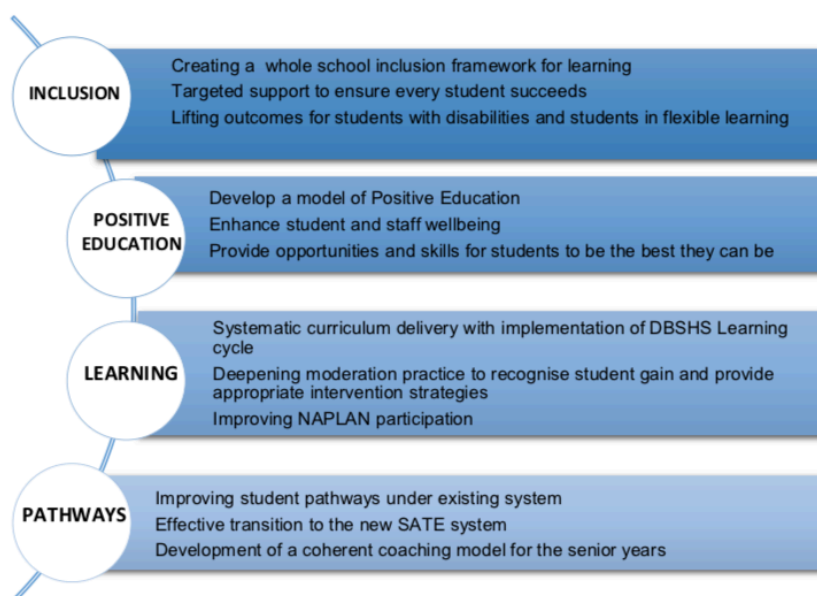 INCLUSION
Creating a whole school inclusion framework for learning
Targeted support to ensure every student succeeds
Lifting outcomes for students with disabilities and students in flexible learning
POSITIVE
EDUCATION
Develop a model of Positive Education
Enhance student and staff wellbeing
Provide opportunities and skills for students to be the best they can be
LEARNING
Systematic curriculum delivery with implementation of DBSHS Learning
cycle
Deepening moderation practice to recognise student gain and provide
appropriate intervention strategies
Improving NAPLAN participation
PATHWAYS
Improving student pathways under existing system
Effective transition to the new SATE system
Development of a coherent coaching model for the senior years